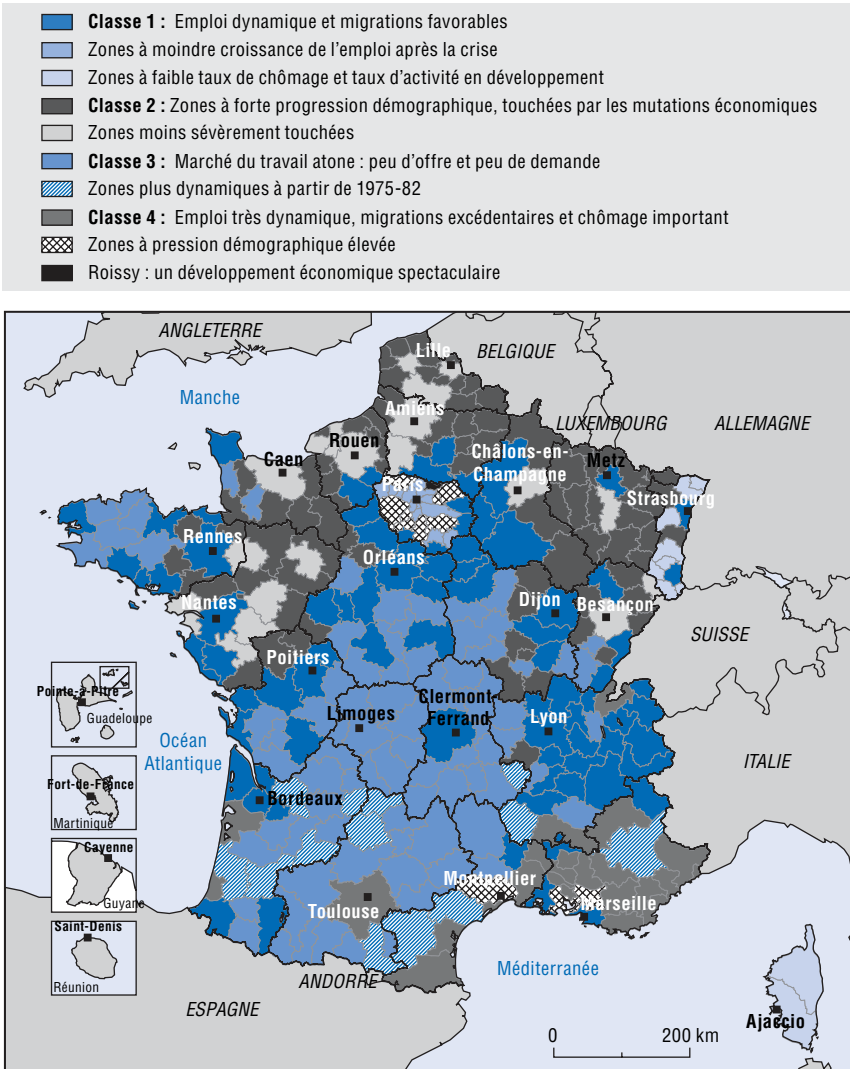 Classe 1 : Emploi dynamique et migrations favorables
Zones à moindre croissance de l'emploi après la crise
Zones à faible taux de chômage et taux d'activité en développement
Classe 2 : Zones à forte progression démographique, touchées par les mutations économiques
Zones moins sévèrement touchées
Classe 3 : Marché du travail atone : peu d'offre et peu de demande
Zones plus dynamiques à partir de 1975-82
Classe 4 : Emploi très dynamique, migrations excédentaires et chômage important
Zones à pression démographique élevée
Roissy : un développement économique spectaculaire
ANGLETERRE
Lille
BELGIQUE
Manche
Amiens
LUXEMBOURG
ALLEMAGNE
Rouen
Caen
Châlons-en-
Champagne
Metz
Paris
Strasbourg
Rennes
Orléans
Nantes
Dijon
Besançon
SUISSE
Poitiers
Pointe-à-Pitre
Guadeloupe
Limoges
Clermont-
Ferrand
Lyon
Océan
Atlantique
ITALIE
Fort-de-France
Martinique
Bordeaux
Cayenne
Guyane
Montpellier
Toulouse
Marseille
Saint-Denis
Réunion
ANDORRE
Méditerranée
ESPAGNE
Ajaccio
0 200 km